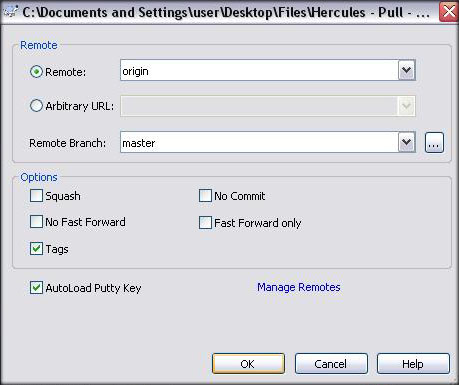 C:\Documents and Settings\user\Desktop\Files\Hercules - Pull - ...
Remote
Remote: origin
Arbitrary URL:
Remote Branch: master ...
Options
Squash No Commit
No Fast Forward Fast Forward only
Tags
AutoLoad Putty Key Manage Remotes
OK Cancel Help